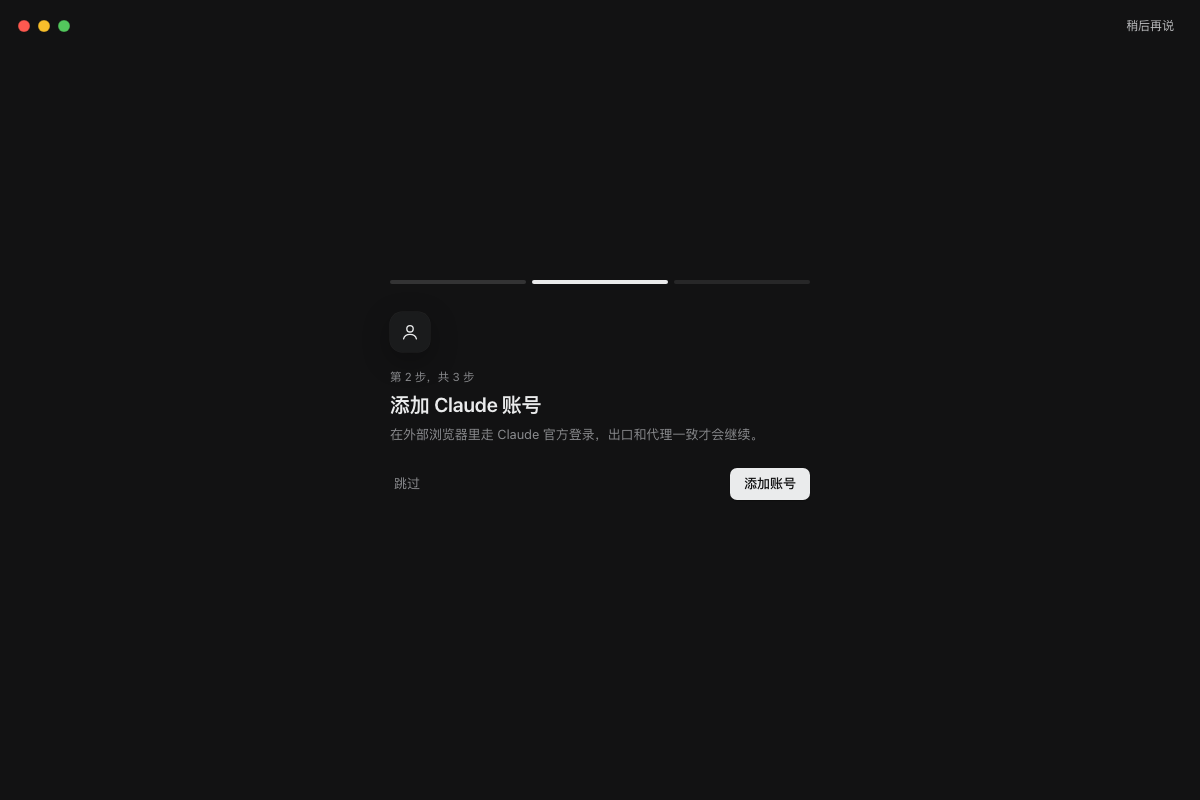 稍后再说
第 2 步，共 3 步
添加 Claude 账号
在外部浏览器里走 Claude 官方登录，出口和代理一致才会继续。
跳过
添加账号